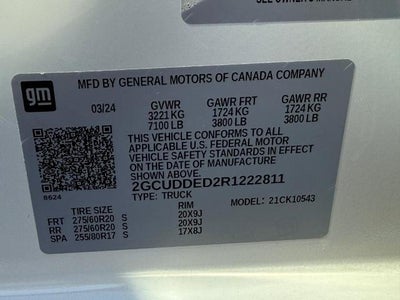 SEE OWNER'S MANUAL
gm
MFD BY GENERAL MOTORS OF CANADA COMPANY
03/24 GVWR GAWR FRT GAWR RR
3221 KG 1724 KG 1724 KG
7100 LB 3800 LB 3800 LB
THIS VEHICLE CONFORMS TO ALL
APPLICABLE U.S. FEDERAL MOTOR
VEHICLE SAFETY STANDARDS IN EFFECT
ON THE DATE OF MANUFACTURE SHOWN ABOVE.
2GCUDDED2R1222811
8624 TYPE: TRUCK MODEL: 21CK10543
TIRE SIZE RIM
FRT 275/60R20 S 20X9J
RR 275/60R20 S 20X9J
SPA 255/80R17 S 17X8J